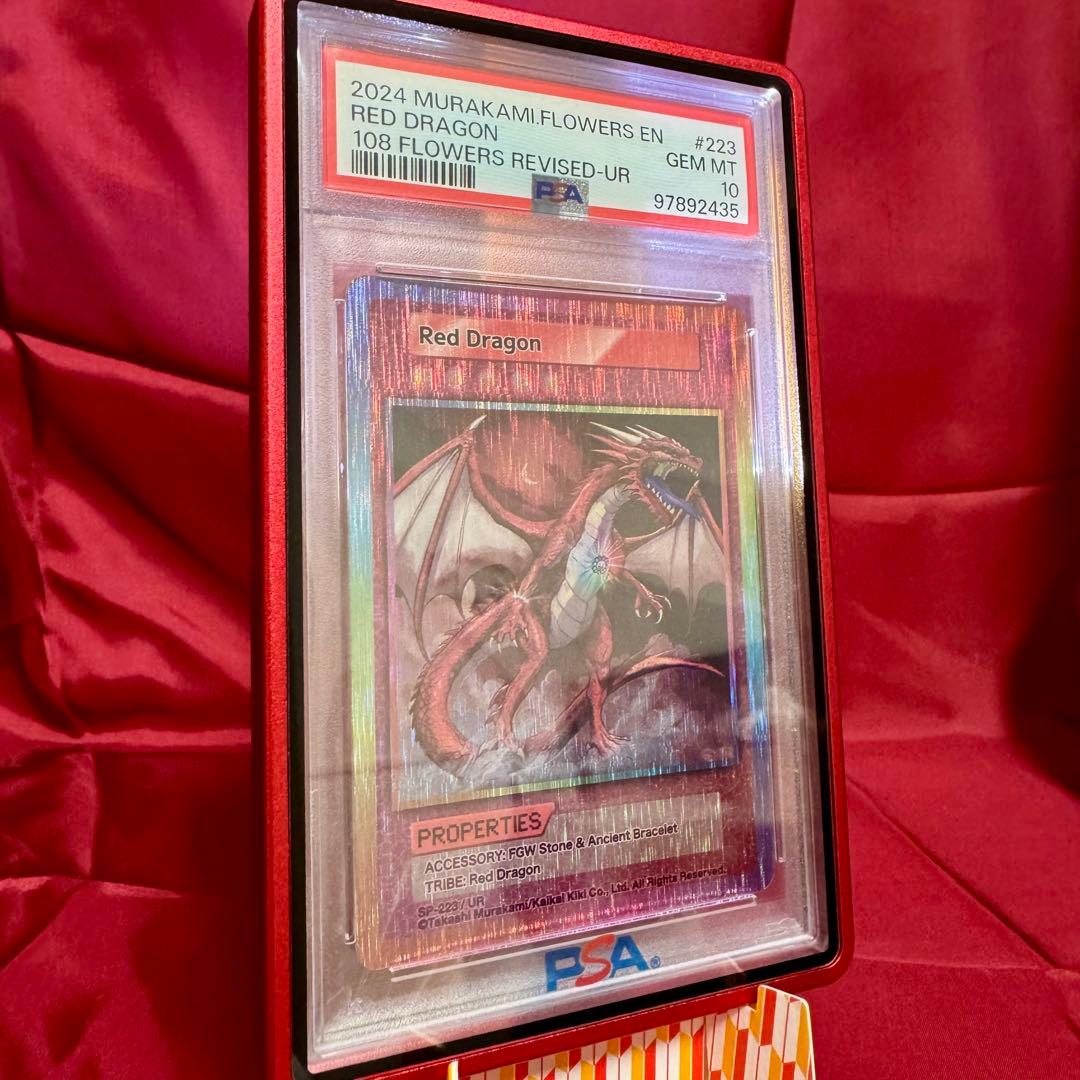 2024 MURAKAMI.FLOWERS EN #223
RED DRAGON GEM MT
108 FLOWERS REVISED-UR 10
PSA 97892435
Red Dragon
PROPERTIES
ACCESSORY: FGW Stone & Ancient Bracelet
TRIBE: Red Dragon
SP-223 / UR
©Takashi Murakami/Kaikai Kiki Co., Ltd. All Rights Reserved.
PSA®